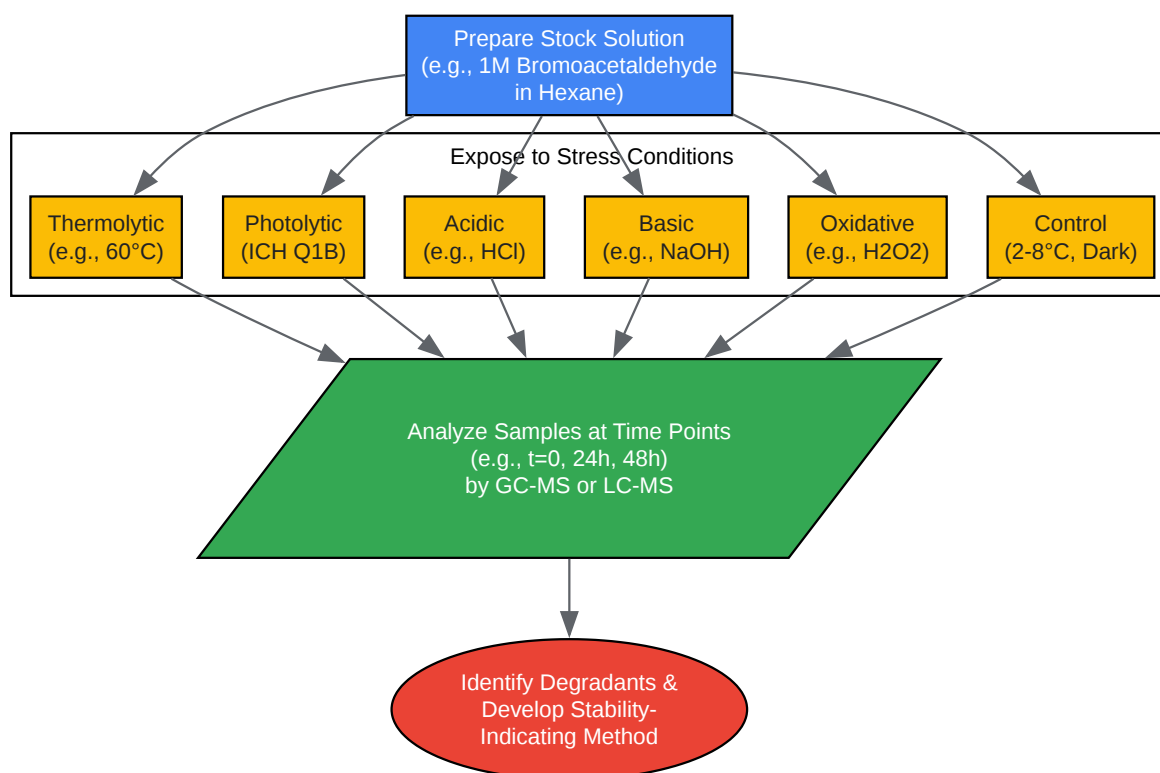 Prepare Stock Solution
(e.g., 1M Bromoacetaldehyde
in Hexane)
Expose to Stress Conditions
Thermolytic
(e.g., 60°C)
Photolytic
(ICH Q1B)
Acidic
(e.g., HCl)
Basic
(e.g., NaOH)
Oxidative
(e.g., H2O2)
Control
(2-8°C, Dark)
Analyze Samples at Time Points
(e.g., t=0, 24h, 48h)
by GC-MS or LC-MS
Identify Degradants &
Develop Stability-
Indicating Method